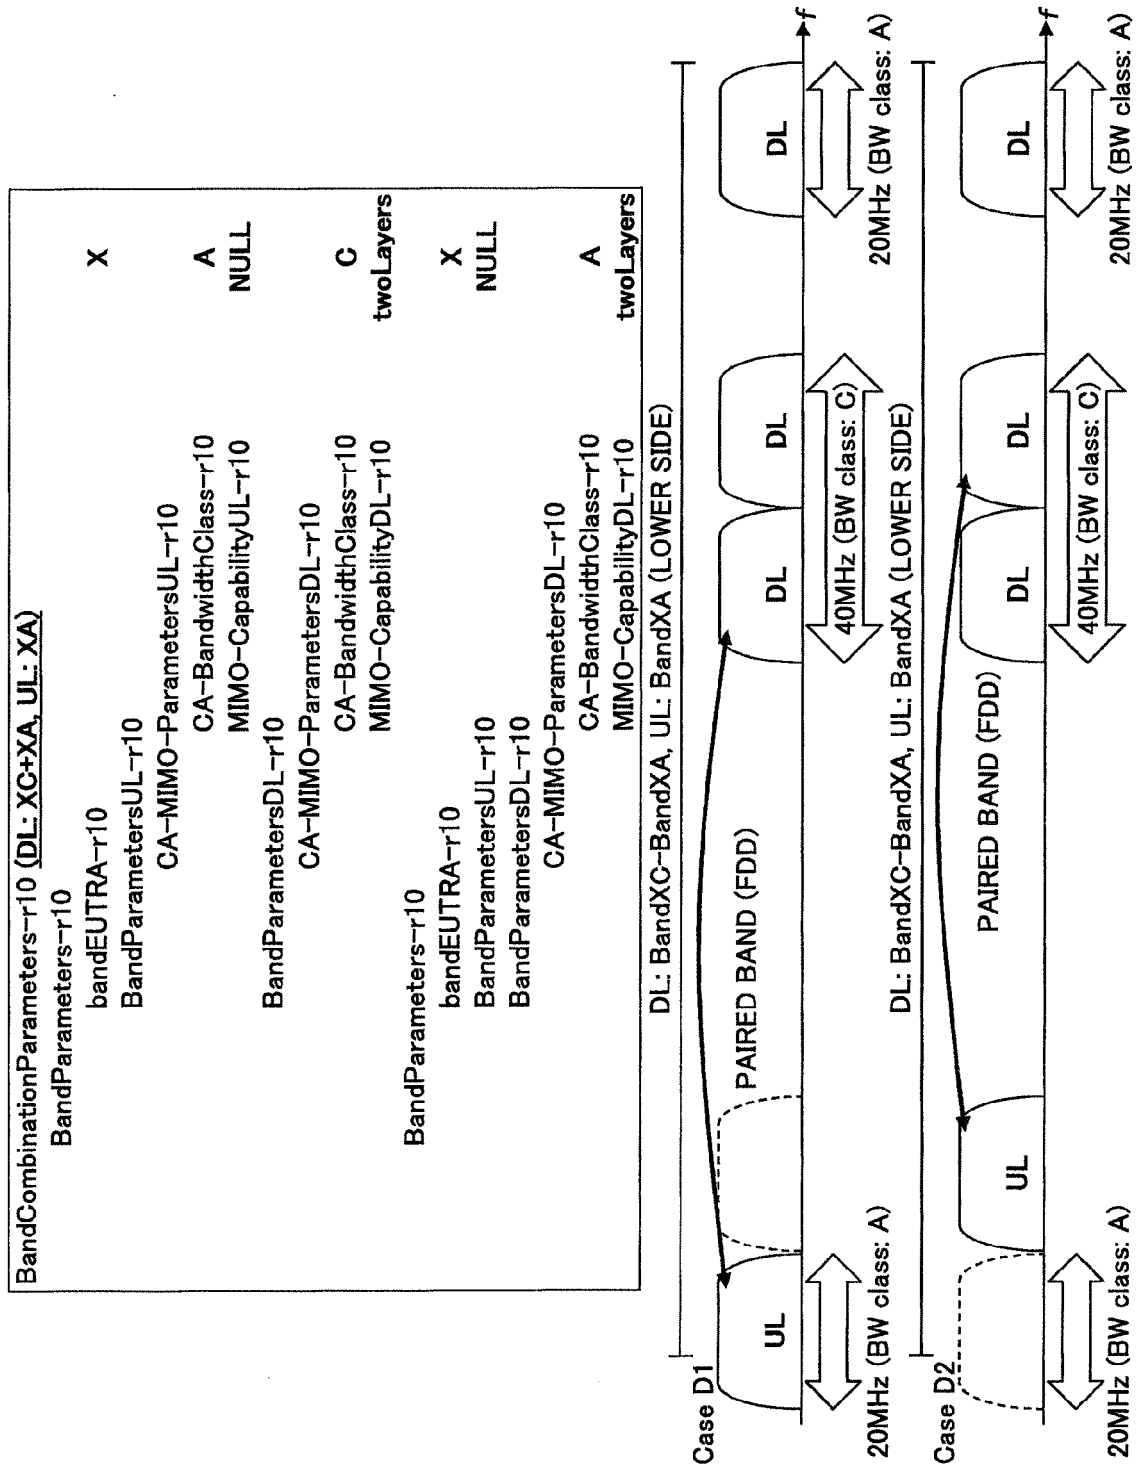 BandCombinationParameters-r10 (DL: XC+XA, UL: XA)
BandParameters-r10
bandEUTRA-r10 X
BandParametersUL-r10
CA-MIMO-ParametersUL-r10
CA-BandwidthClass-r10 A
MIMO-CapabilityUL-r10 NULL
BandParametersDL-r10
CA-MIMO-ParametersDL-r10
CA-BandwidthClass-r10 C
MIMO-CapabilityDL-r10 twoLayers
BandParameters-r10
bandEUTRA-r10 X
BandParametersUL-r10 NULL
BandParametersDL-r10
CA-MIMO-ParametersDL-r10
CA-BandwidthClass-r10 A
MIMO-CapabilityDL-r10 twoLayers
DL: BandXC-BandXA, UL: BandXA (LOWER SIDE)
Case D1
PAIRED BAND (FDD)
UL DL DL DL f
20MHz (BW class: A) 40MHz (BW class: C) 20MHz (BW class: A)
DL: BandXC-BandXA, UL: BandXA (LOWER SIDE)
Case D2
PAIRED BAND (FDD)
UL DL DL DL f
20MHz (BW class: A) 40MHz (BW class: C) 20MHz (BW class: A)